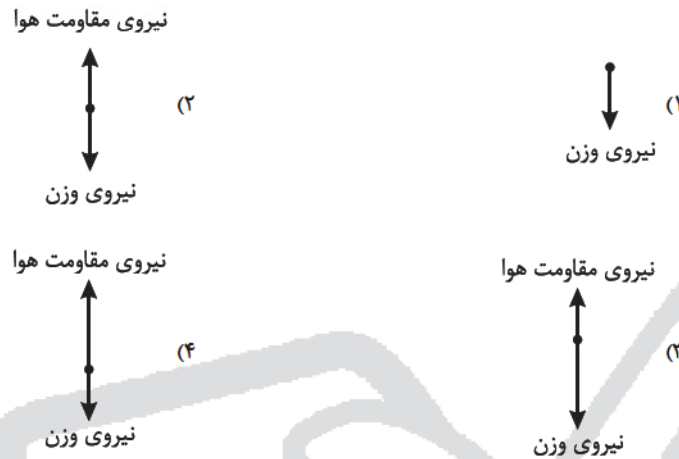 ۱)
نیروی وزن
نیروی مقاومت هوا
۲)
نیروی وزن
نیروی مقاومت هوا
۳)
نیروی وزن
نیروی مقاومت هوا
۴)
نیروی وزن